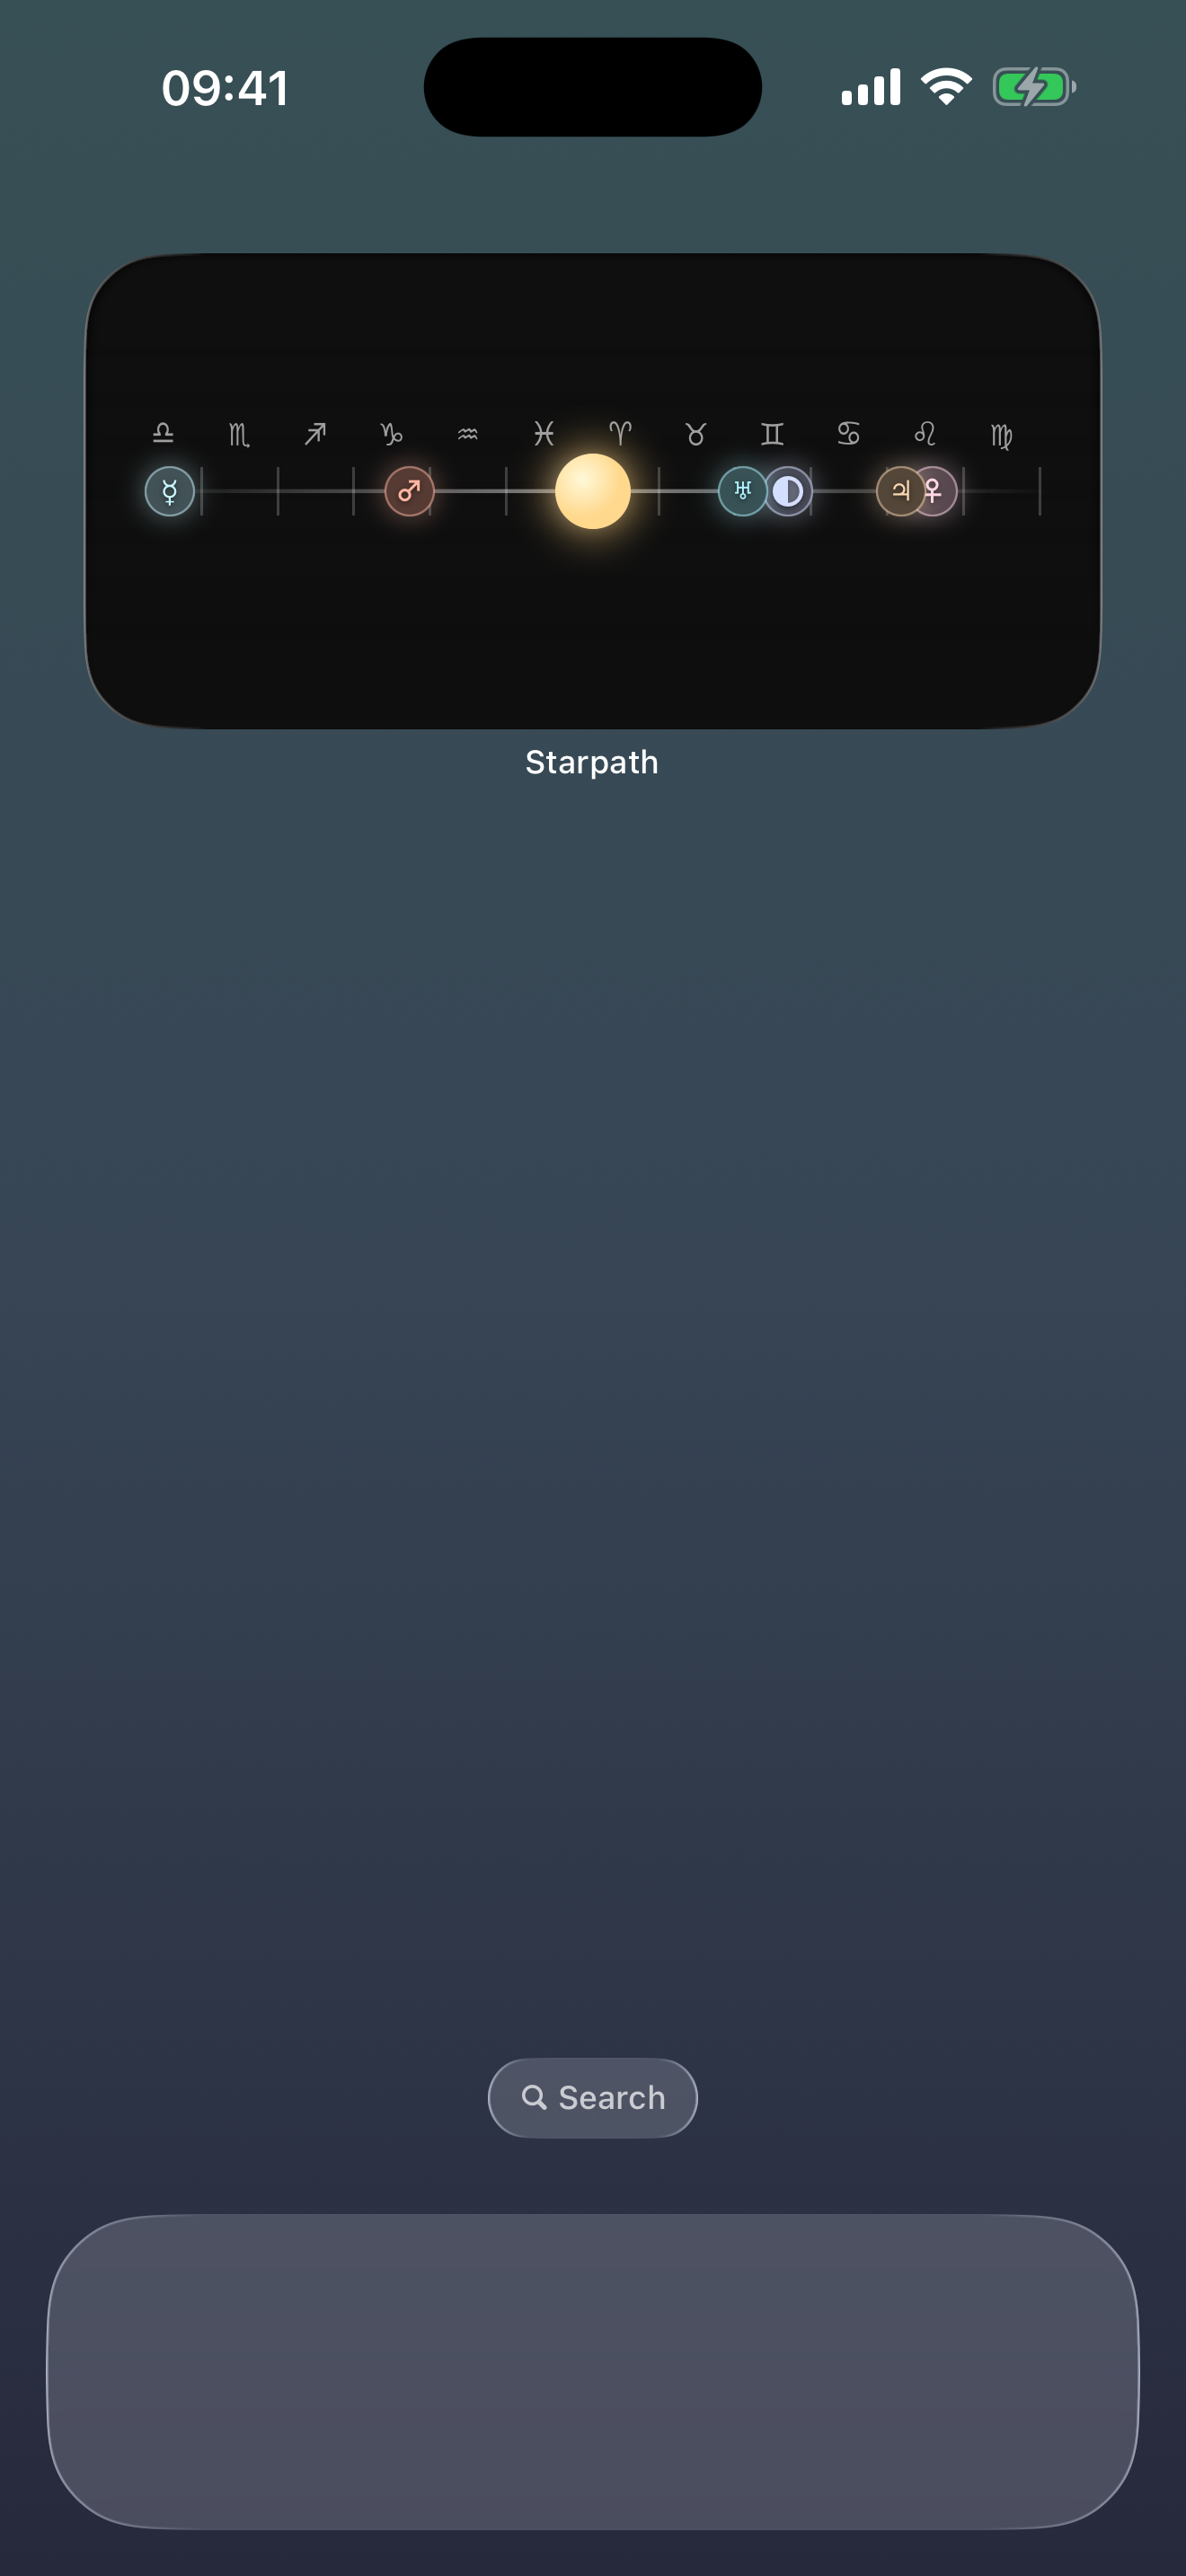 09:41
♎︎ ♏︎ ♐︎ ♑︎ ♒︎ ♓︎ ♈︎ ♉︎ ♊︎ ♋︎ ♌︎ ♍︎
☿ ♂ ♅ ◐ ♃ ♀
Starpath
Search